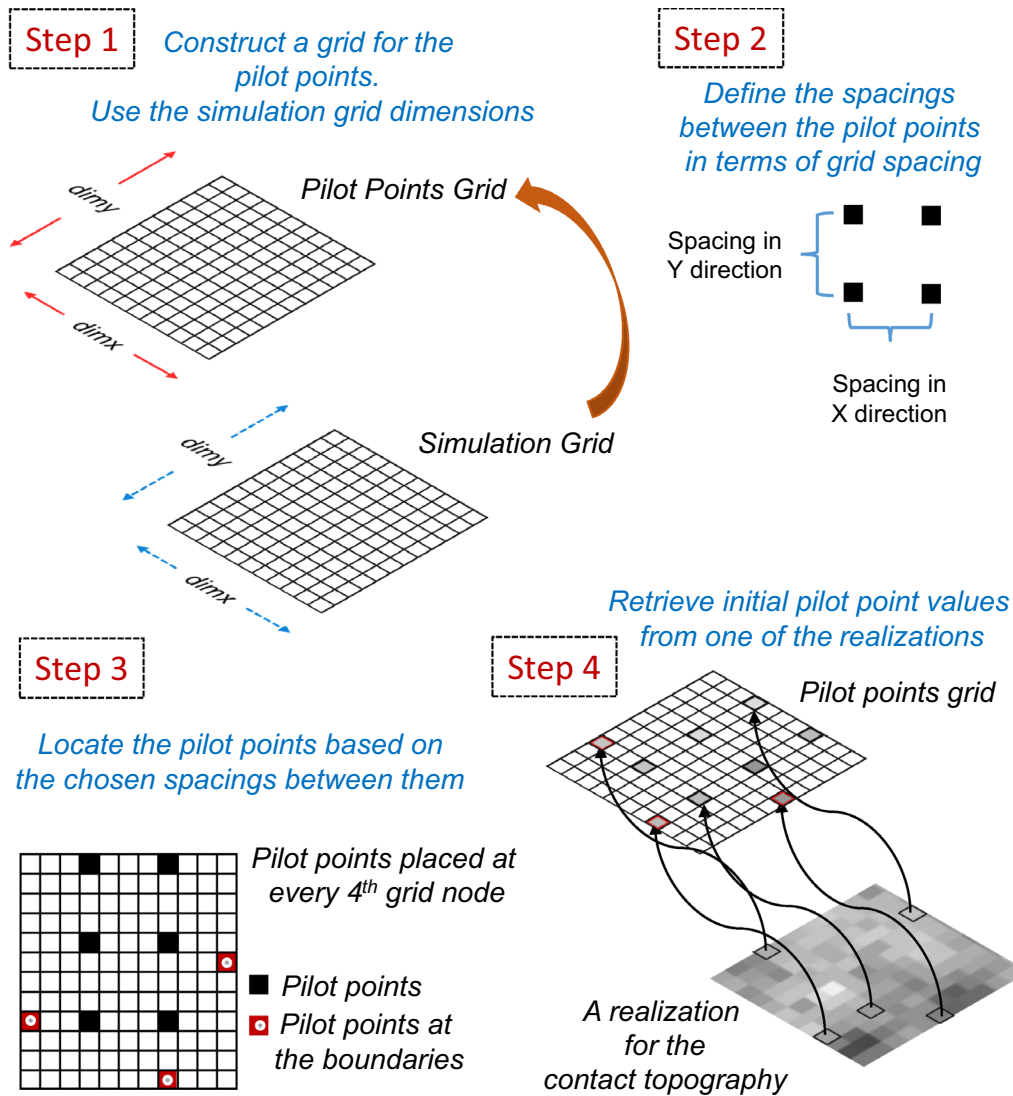 Step 1
Construct a grid for the
pilot points.
Use the simulation grid dimensions
dimy
Pilot Points Grid
dimx
dimy
Simulation Grid
dimx
Step 2
Define the spacings
between the pilot points
in terms of grid spacing
Spacing in
Y direction
Spacing in
X direction
Step 3
Locate the pilot points based on
the chosen spacings between them
Pilot points placed at
every 4th grid node
Pilot points
Pilot points at
the boundaries
Retrieve initial pilot point values
from one of the realizations
Step 4
Pilot points grid
A realization
for the
contact topography